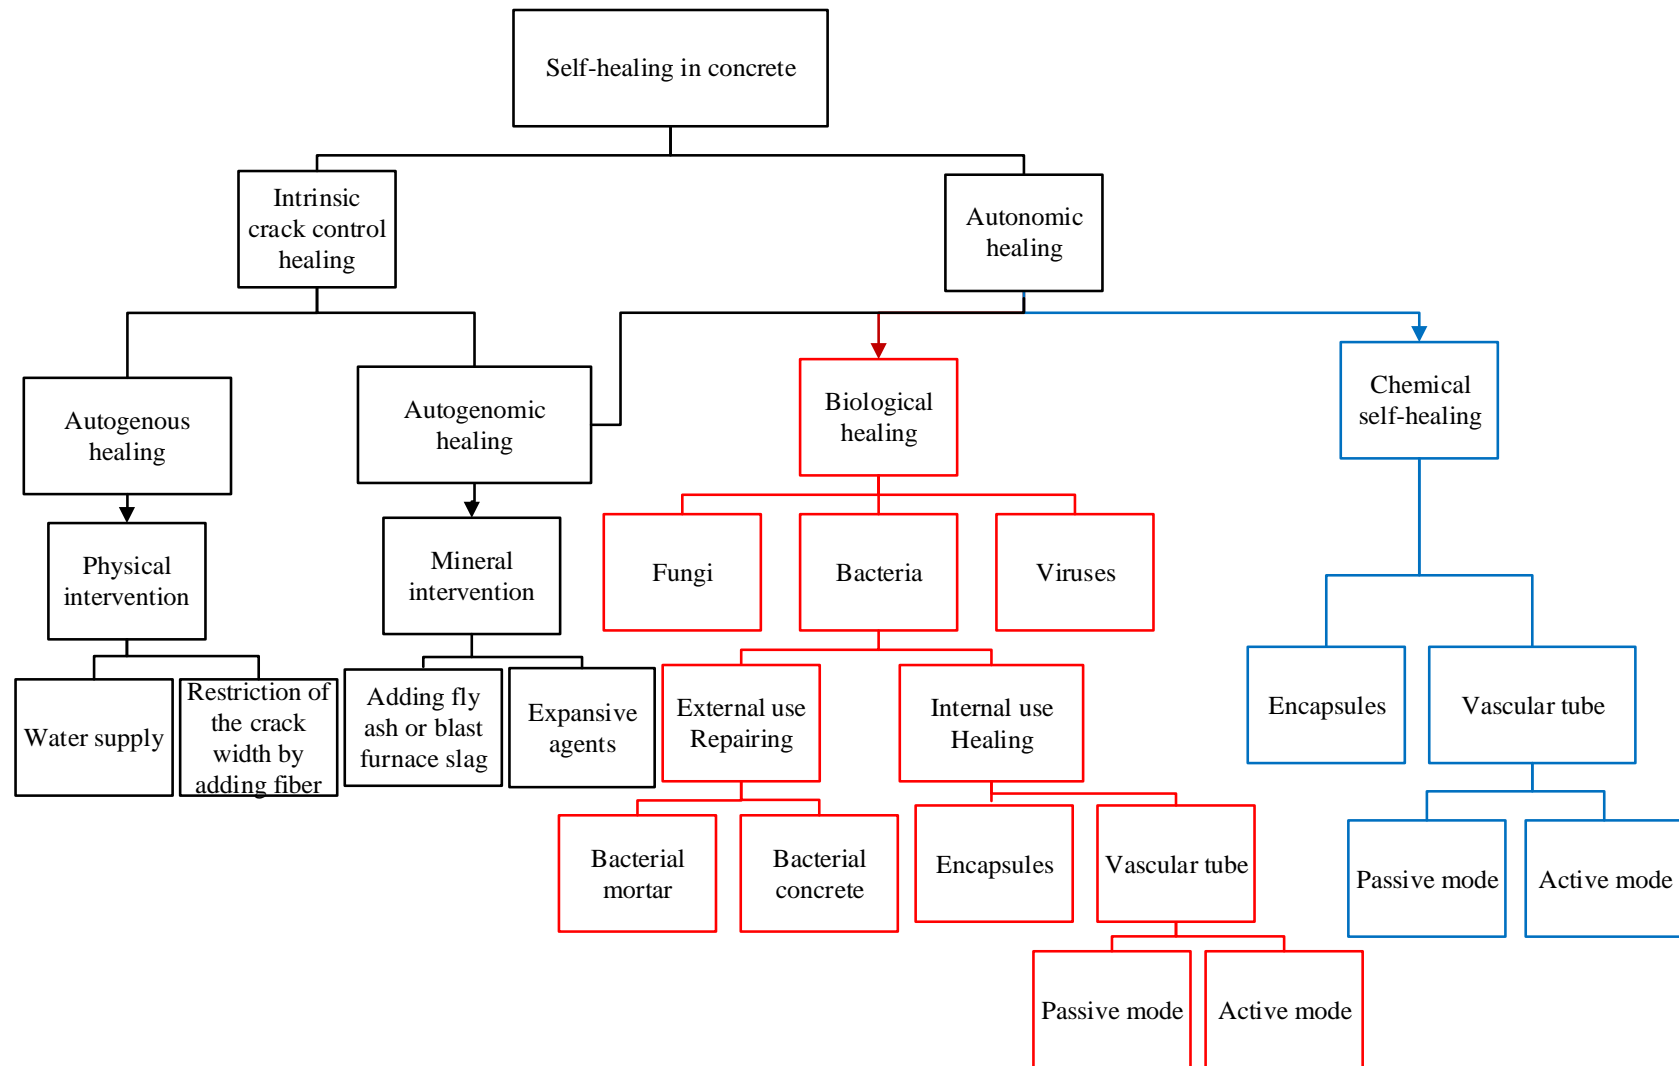 Self-healing in concrete
Intrinsic
crack control
healing
Autonomic
healing
Autogenous
healing
Autogenomic
healing
Biological
healing
Chemical
self-healing
Physical
intervention
Mineral
intervention
Fungi
Bacteria
Viruses
Water supply
Restriction of
the crack
width by
adding fiber
Adding fly
ash or blast
furnace slag
Expansive
agents
External use
Repairing
Internal use
Healing
Encapsules
Vascular tube
Bacterial
mortar
Bacterial
concrete
Encapsules
Vascular tube
Passive mode
Active mode
Passive mode
Active mode